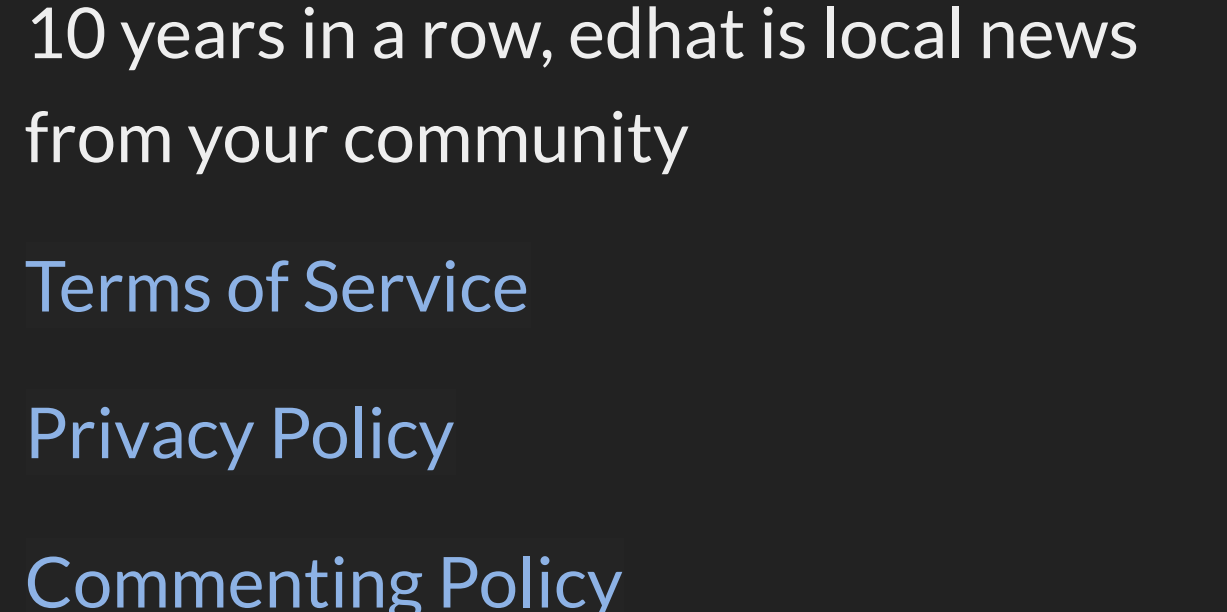 10 years in a row, edhat is local news
from your community
Terms of Service
Privacy Policy
Commenting Policy